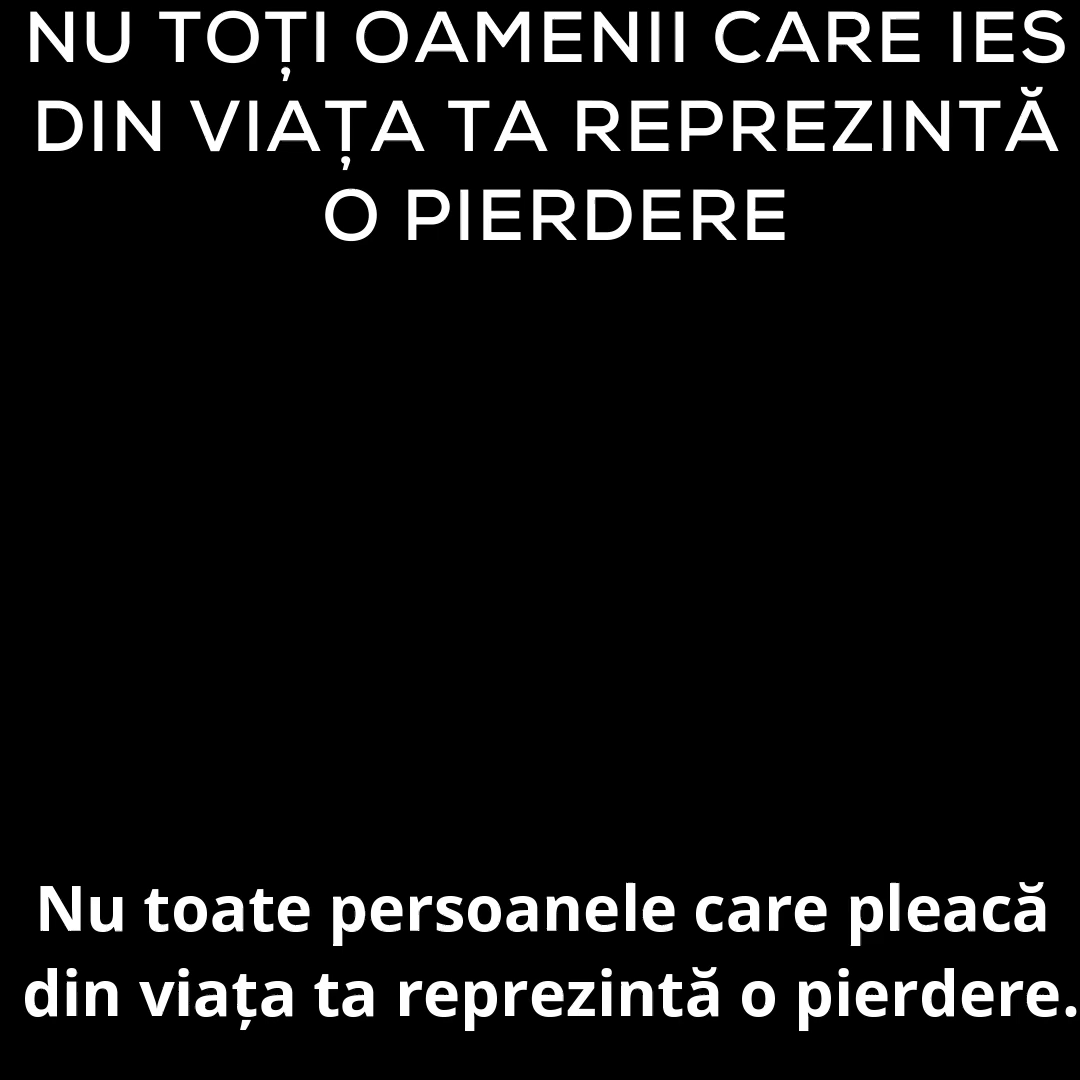 NU TOȚI OAMENII CARE IES
DIN VIAȚA TA REPREZINTĂ
O PIERDERE
Nu toate persoanele care pleacă
din viața ta reprezintă o pierdere.